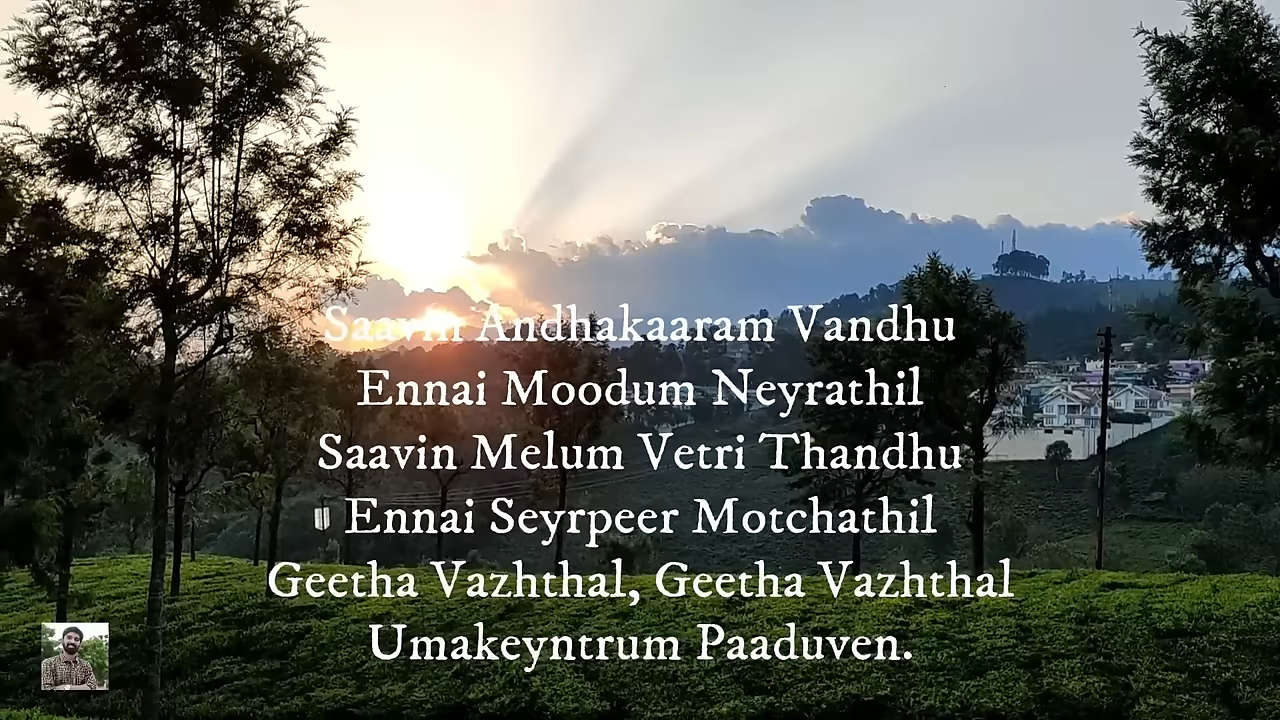 Saavin Andhakaaram Vandhu
Ennai Moodum Neyrathil
Saavin Melum Vetri Thandhu
Ennai Seyrpeer Motchathil
Geetha Vazhthal, Geetha Vazhthal
Umakeyntrum Paaduven.